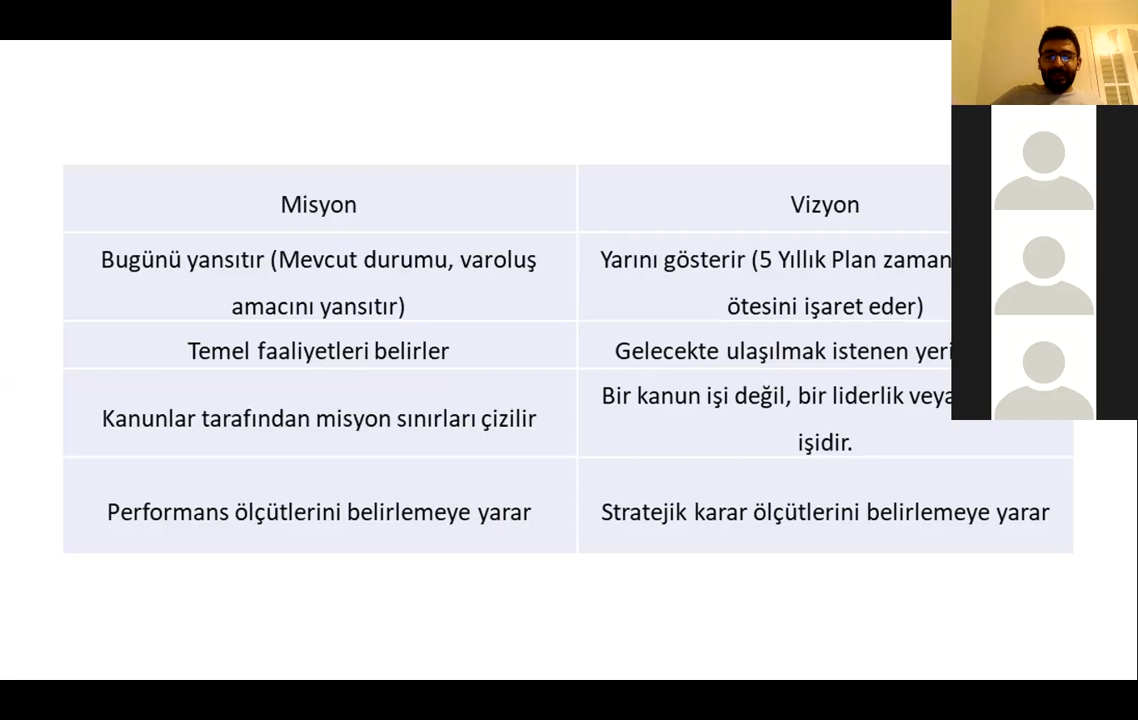 Misyon
Vizyon
Bugünü yansıtır (Mevcut durumu, varoluş
amacını yansıtır)
Yarını gösterir (5 Yıllık Plan zaman
ötesini işaret eder)
Temel faaliyetleri belirler
Gelecekte ulaşılmak istenen
Kanunlar tarafından misyon sınırları çizilir
Bir kanun işi değil, bir liderlik veya
işidir.
Performans ölçütlerini belirlemeye yarar
Stratejik karar ölçütlerini belirlemeye yarar